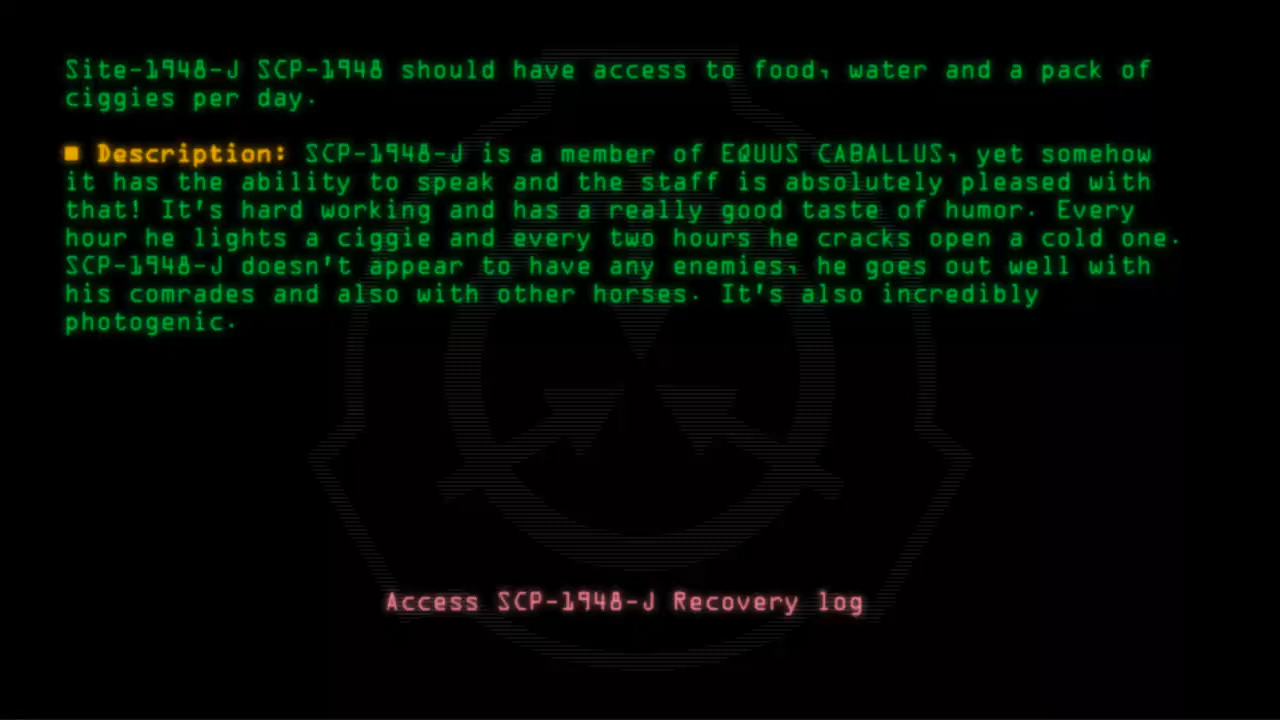 Site-1948-J SCP-1948 should have access to food, water and a pack of
ciggies per day.
■ Description: SCP-1948-J is a member of EQUUS CABALLUS, yet somehow
it has the ability to speak and the staff is absolutely pleased with
that! It's hard working and has a really good taste of humor. Every
hour he lights a ciggie and every two hours he cracks open a cold one.
SCP-1948-J doesn't appear to have any enemies, he goes out well with
his comrades and also with other horses. It's also incredibly
photogenic.
Access SCP-1948-J Recovery log